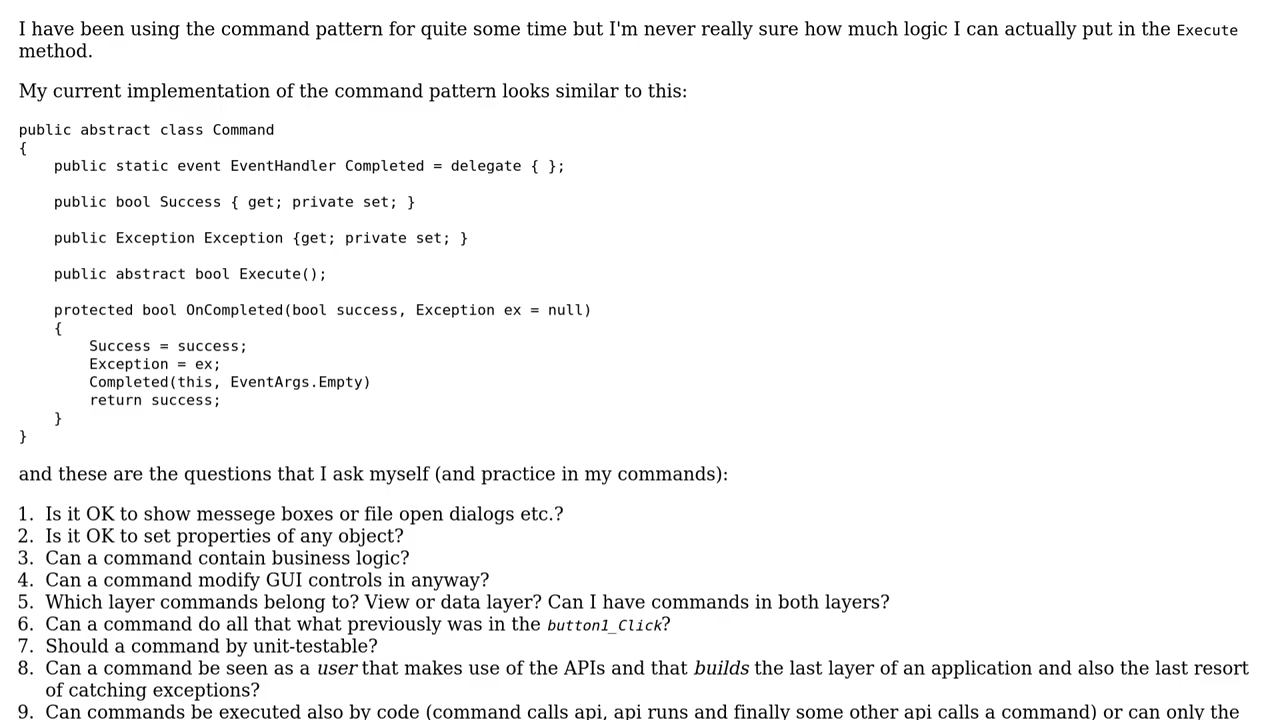 I have been using the command pattern for quite some time but I'm never really sure how much logic I can actually put in the Execute
method.
My current implementation of the command pattern looks similar to this:
public abstract class Command
{
    public static event EventHandler Completed = delegate { };
    public bool Success { get; private set; }
    public Exception Exception {get; private set; }
    public abstract bool Execute();
    protected bool OnCompleted(bool success, Exception ex = null)
    {
        Success = success;
        Exception = ex;
        Completed(this, EventArgs.Empty)
        return success;
    }
}
and these are the questions that I ask myself (and practice in my commands):
1. Is it OK to show messege boxes or file open dialogs etc.?
2. Is it OK to set properties of any object?
3. Can a command contain business logic?
4. Can a command modify GUI controls in anyway?
5. Which layer commands belong to? View or data layer? Can I have commands in both layers?
6. Can a command do all that what previously was in the button1_Click?
7. Should a command by unit-testable?
8. Can a command be seen as a user that makes use of the APIs and that builds the last layer of an application and also the last resort
of catching exceptions?
9. Can commands be executed also by code (command calls api, api runs and finally some other api calls a command) or can only the